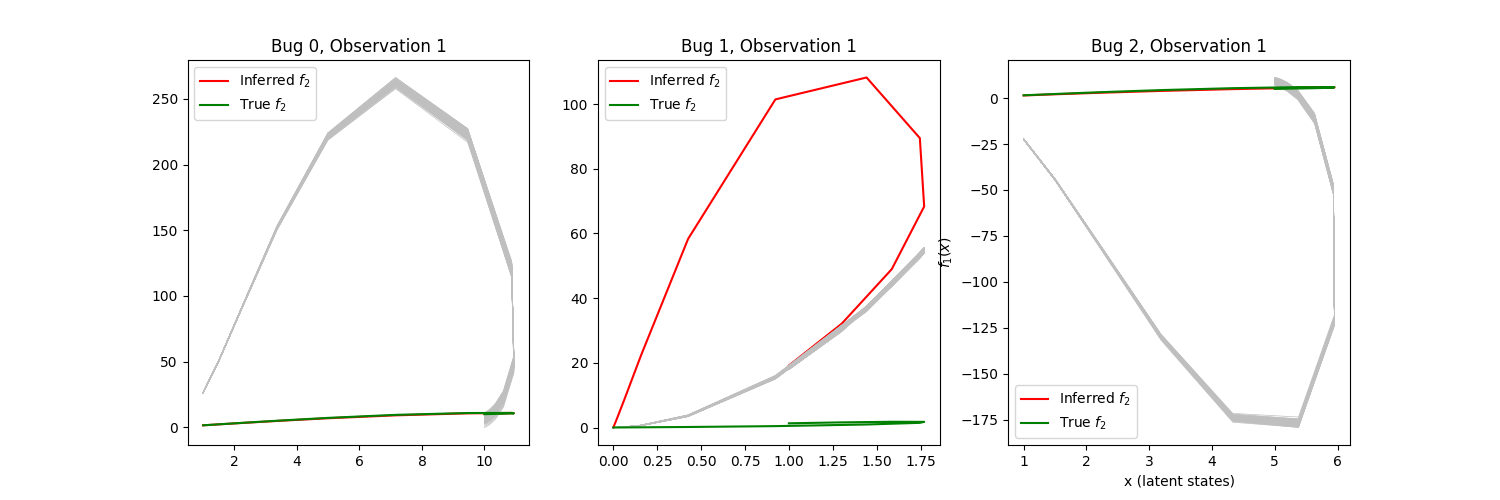 Bug 0, Observation 1
Inferred f₂
True f₂
250
200
150
100
50
0
2 4 6 8 10
Bug 1, Observation 1
Inferred f₂
True f₂
100
80
60
40
20
0
0.00 0.25 0.50 0.75 1.00 1.25 1.50 1.75
Bug 2, Observation 1
f₁(x)
0
−25
−50
−75
−100
−125
−150
−175
Inferred f₂
True f₂
1 2 3 4 5 6
x (latent states)